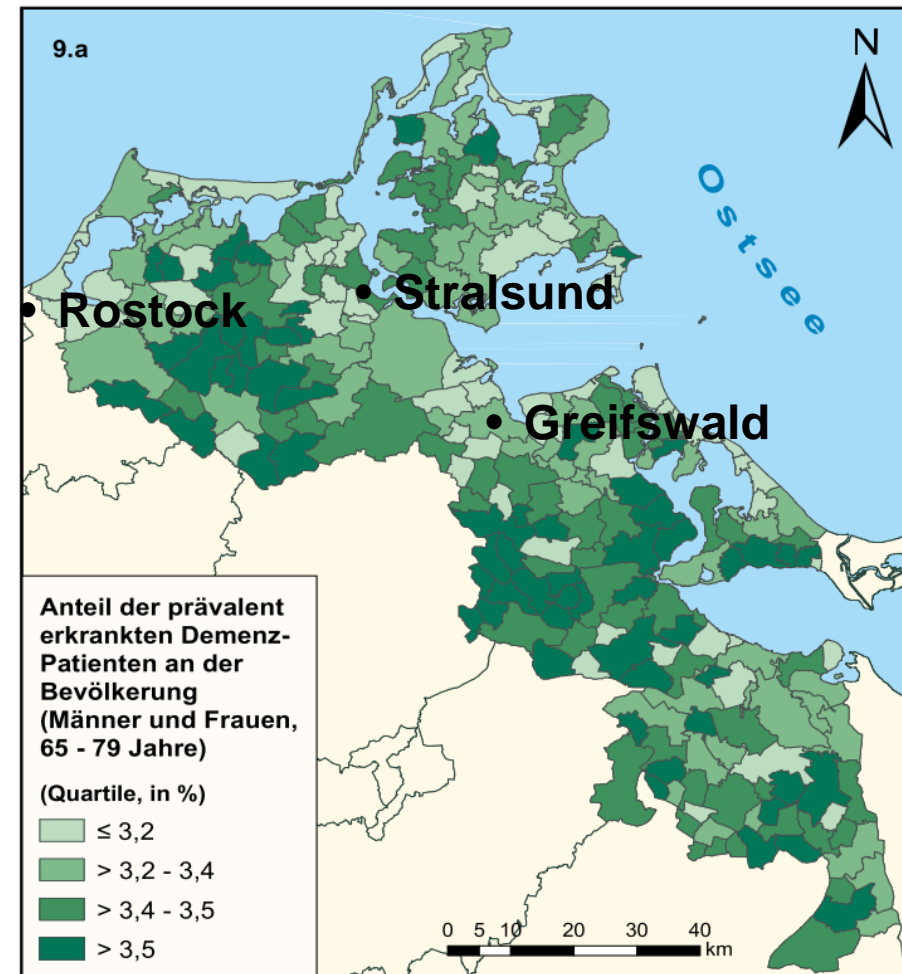 9.a
N
Ostsee
Stralsund
Rostock
Greifswald
Anteil der prävalent
erkrankten Demenz-
Patienten an der
Bevölkerung
(Männer und Frauen,
65 - 79 Jahre)
(Quartile, in %)
≤ 3,2
> 3,2 - 3,4
> 3,4 - 3,5
> 3,5
0 5 10 20 30 40
km